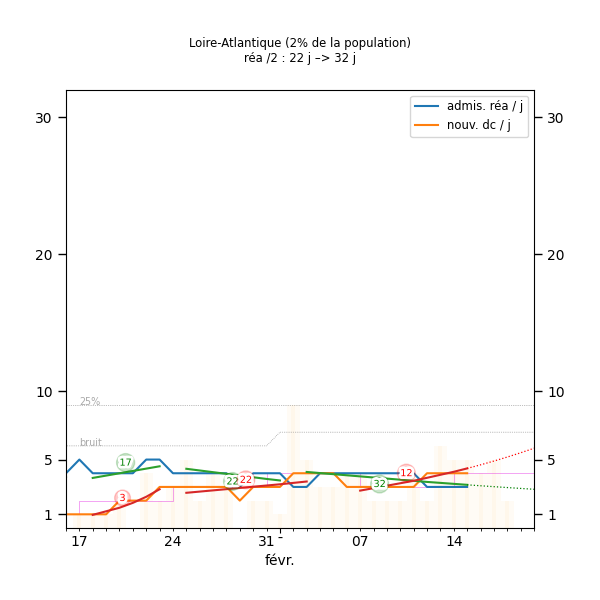 Loire-Atlantique (2% de la population)
réa /2 : 22 j –> 32 j
admis. réa / j
nouv. dc / j
30 30
20 20
10 10
25%
bruit
5 5
17 3 22 22 32 12
1 1
17 24 31 - 07 14
févr.